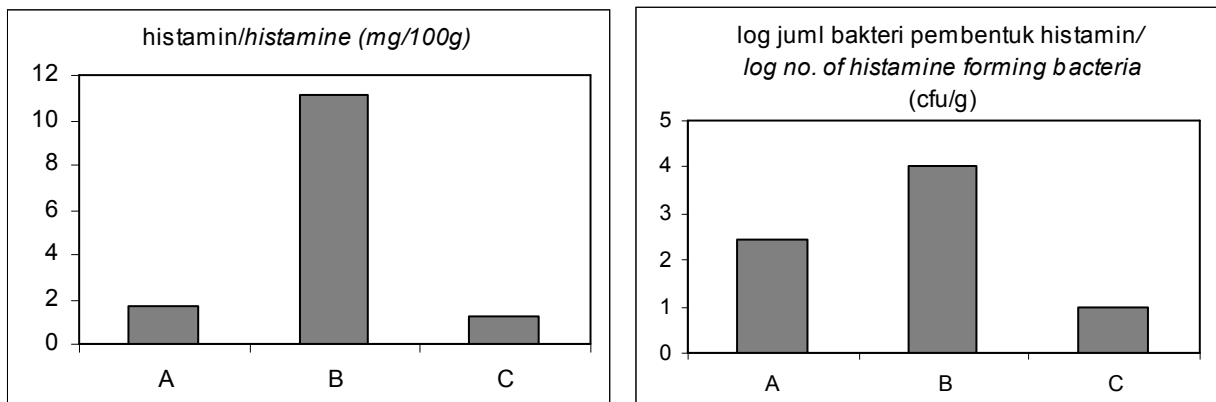 histamin/histamine (mg/100g)
12
10
8
6
4
2
0
A B C
log juml bakteri pembentuk histamin/
log no. of histamine forming bacteria
(cfu/g)
5
4
3
2
1
0
A B C